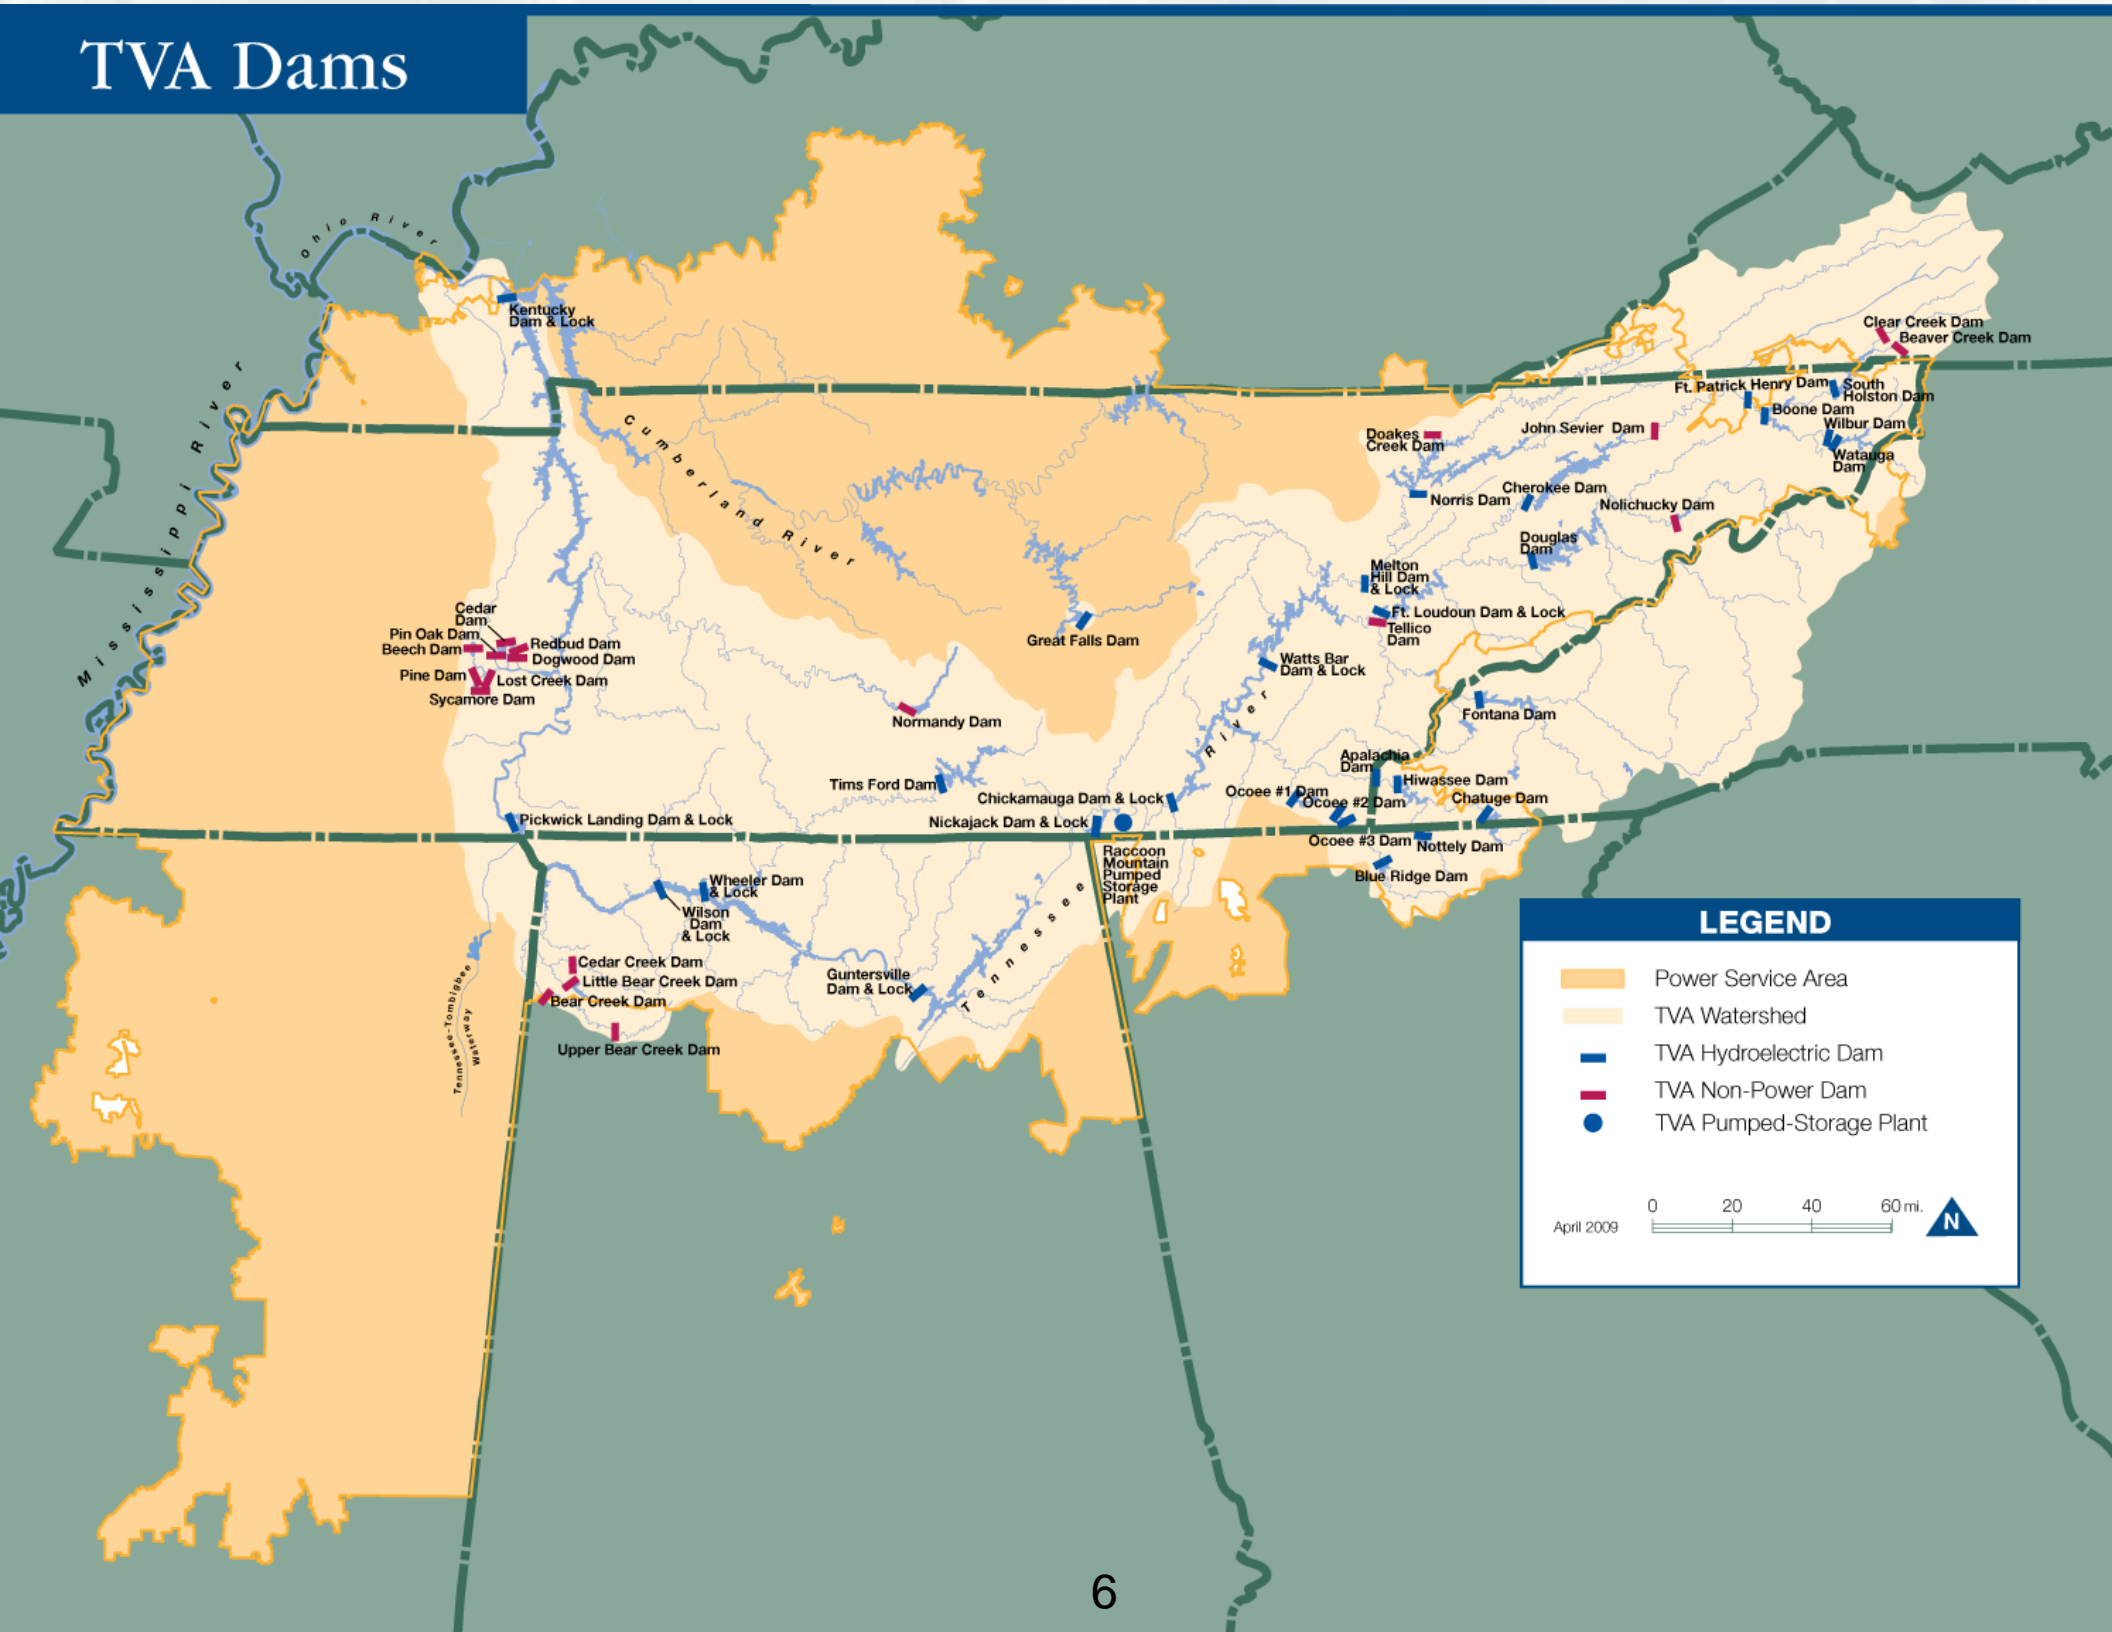 TVA Dams
Ohio River
Mississippi River
Cumberland River
Kentucky
Dam & Lock
Clear Creek Dam
Beaver Creek Dam
Ft. Patrick Henry Dam
South
Holston Dam
Boone Dam
Wilbur Dam
Watauga
Dam
John Sevier Dam
Doakes
Creek Dam
Norris Dam
Cherokee Dam
Nolichucky Dam
Douglas
Dam
Melton
Hill Dam
& Lock
Ft. Loudoun Dam & Lock
Tellico
Dam
Great Falls Dam
Watts Bar
Dam & Lock
Cedar
Dam
Pin Oak Dam
Beech Dam
Redbud Dam
Dogwood Dam
Pine Dam
Lost Creek Dam
Sycamore Dam
Normandy Dam
Fontana Dam
Tims Ford Dam
Apalachia
Dam
Hiwassee Dam
Chatuge Dam
Chickamauga Dam & Lock
Ocoee #1 Dam
Ocoee #2 Dam
Nickajack Dam & Lock
Ocoee #3 Dam
Nottely Dam
Blue Ridge Dam
Pickwick Landing Dam & Lock
Raccoon
Mountain
Pumped
Storage
Plant
Wheeler Dam
& Lock
Wilson
Dam
& Lock
Tennessee River
Cedar Creek Dam
Little Bear Creek Dam
Bear Creek Dam
Upper Bear Creek Dam
Guntersville
Dam & Lock
Tennessee-Tombigbee
Waterway
LEGEND
Power Service Area
TVA Watershed
TVA Hydroelectric Dam
TVA Non-Power Dam
TVA Pumped-Storage Plant
0 20 40 60 mi.
April 2009
N
6